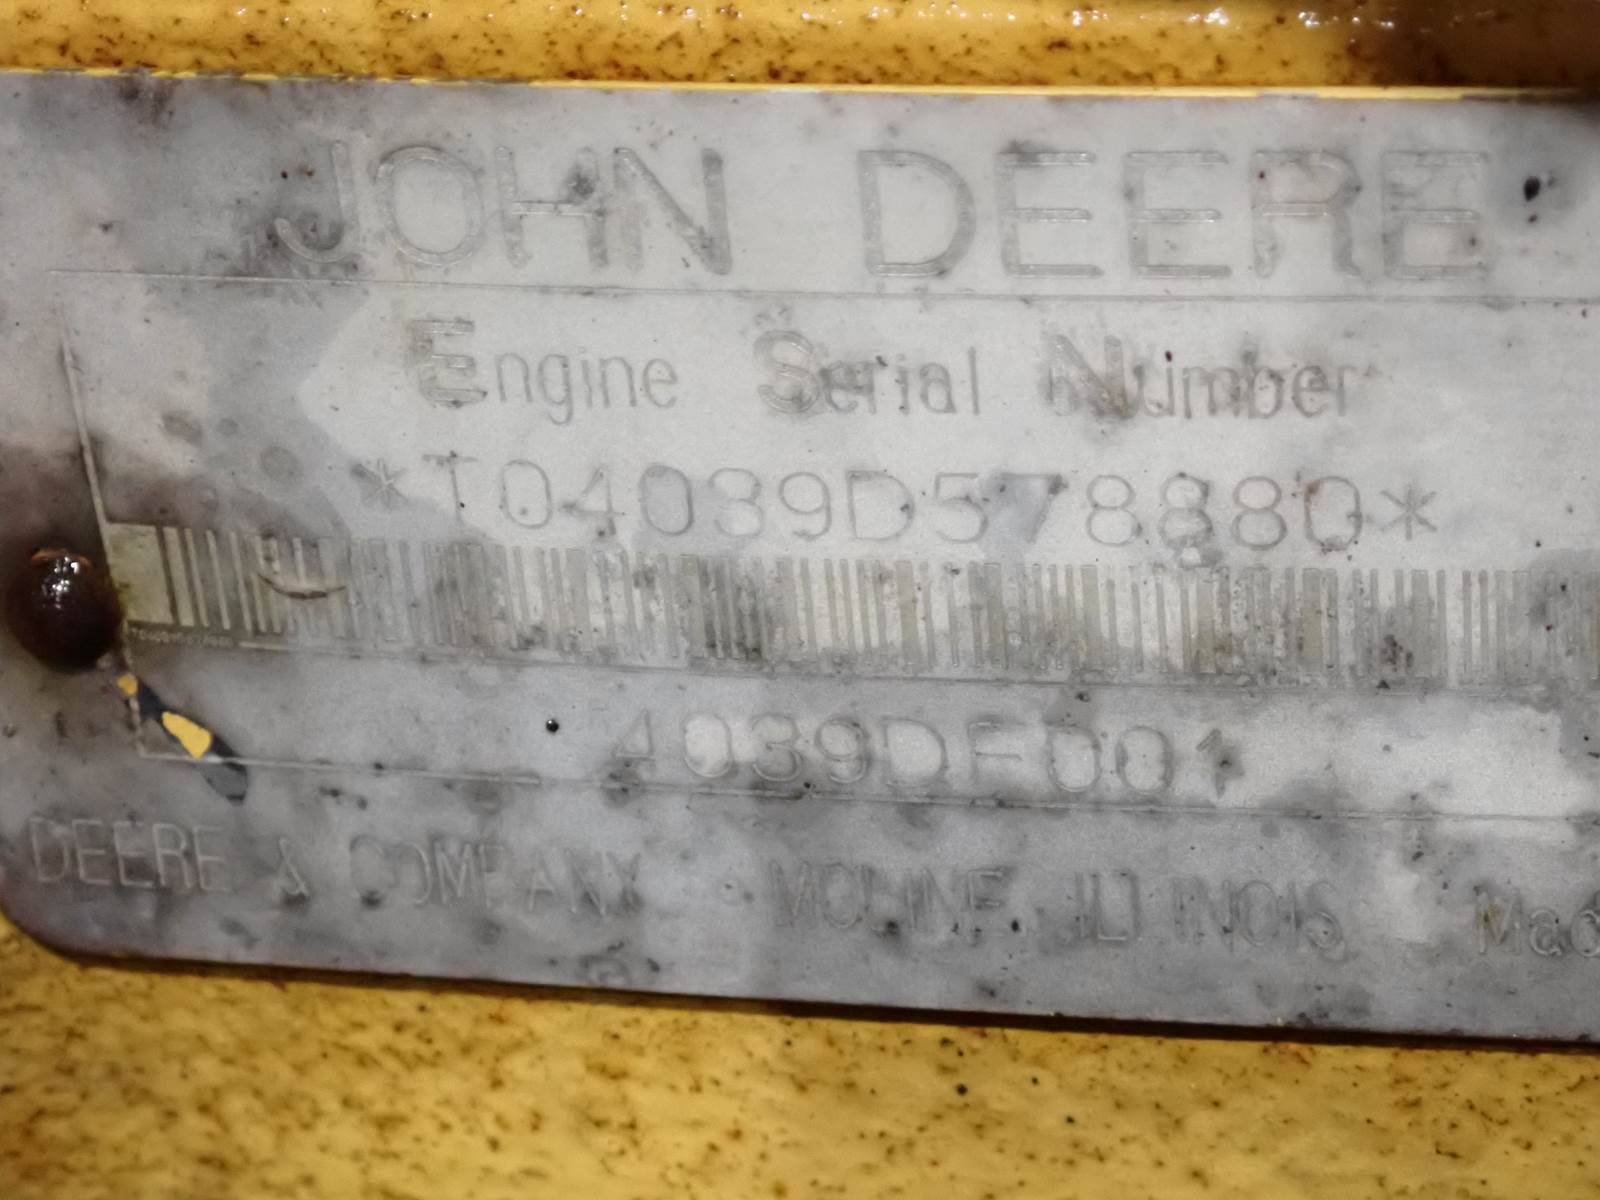 JOHN DEERE
Engine Serial Number
*T04039D578880*
4039DF001
DEERE & COMPANY MOLINE, ILLINOIS